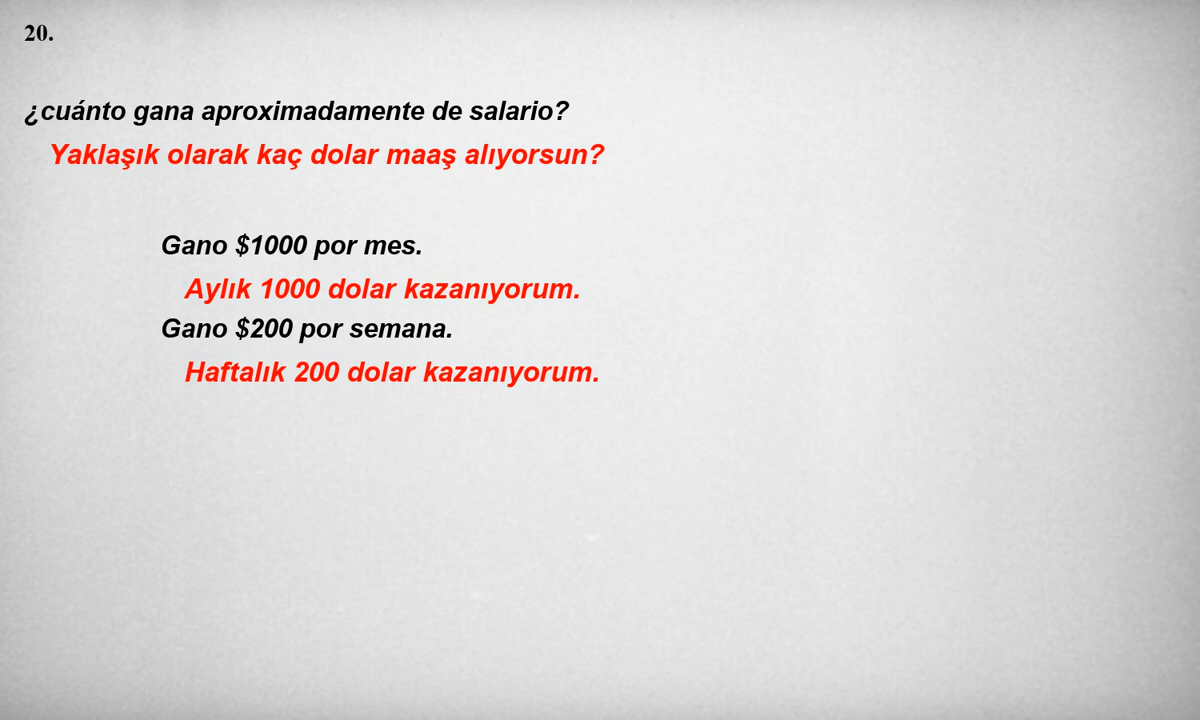 20.
¿cuánto gana aproximadamente de salario?
Yaklaşık olarak kaç dolar maaş alıyorsun?
Gano $1000 por mes.
Aylık 1000 dolar kazanıyorum.
Gano $200 por semana.
Haftalık 200 dolar kazanıyorum.